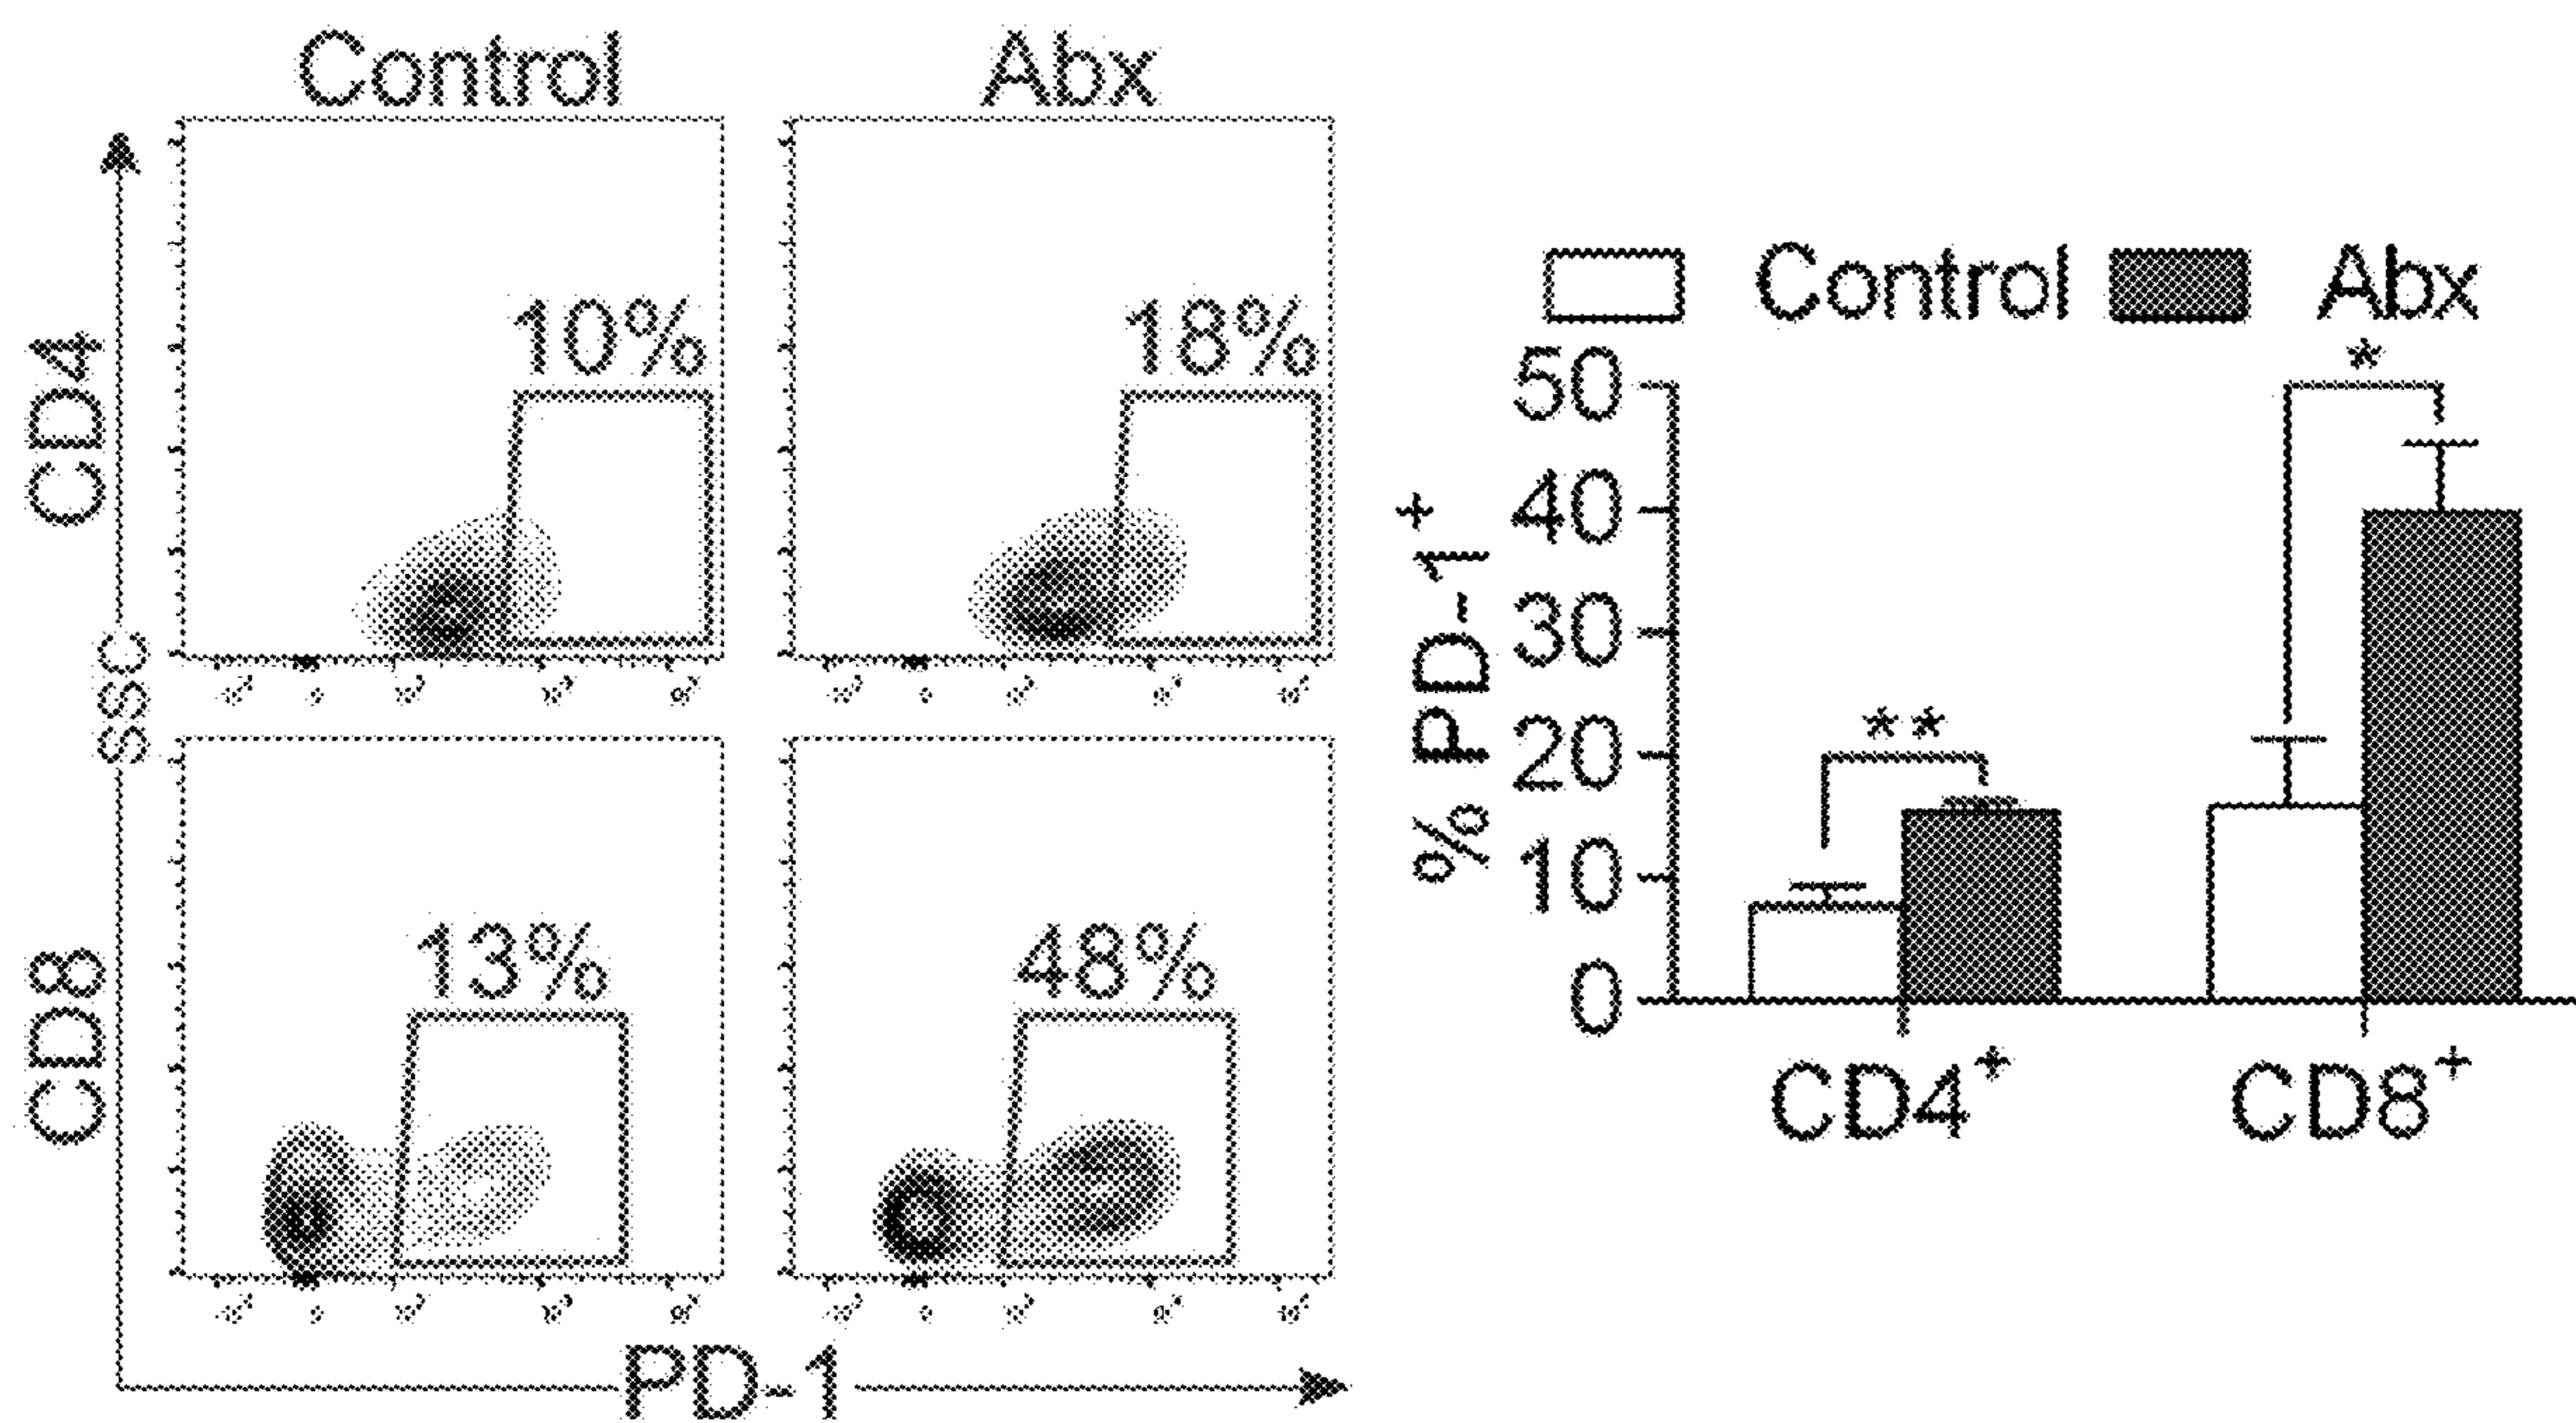 Control Abx
CD4
10% 18%
SSC
CD8
13% 48%
PD-1
Control Abx
% PD-1⁺
50
40
30
20
10
0
*
**
CD4⁺ CD8⁺